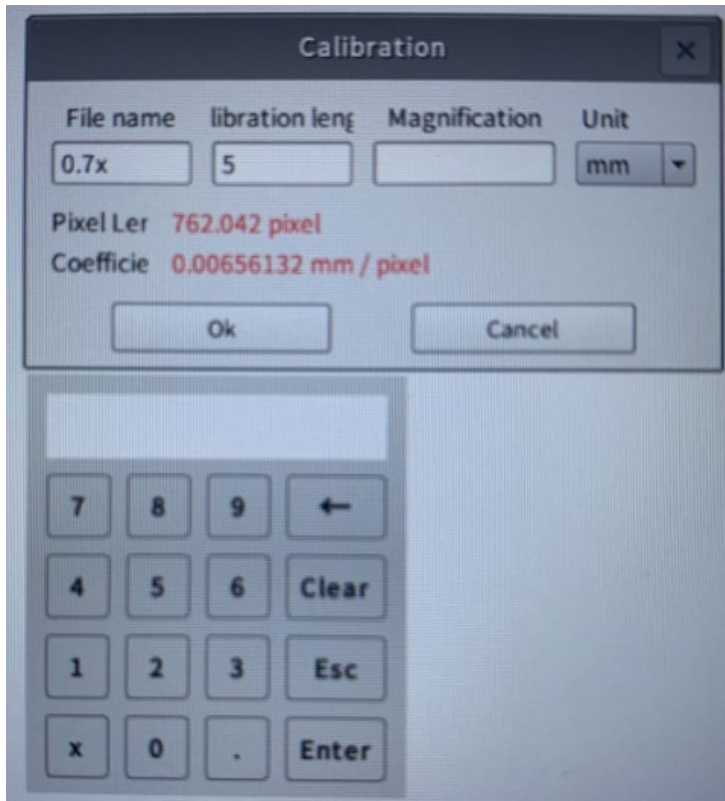 Calibration
File name libration leng Magnification Unit
0.7x 5 mm
Pixel Ler 762.042 pixel
Coefficie 0.00656132 mm / pixel
Ok Cancel
7 8 9 ←
4 5 6 Clear
1 2 3 Esc
x 0 . Enter